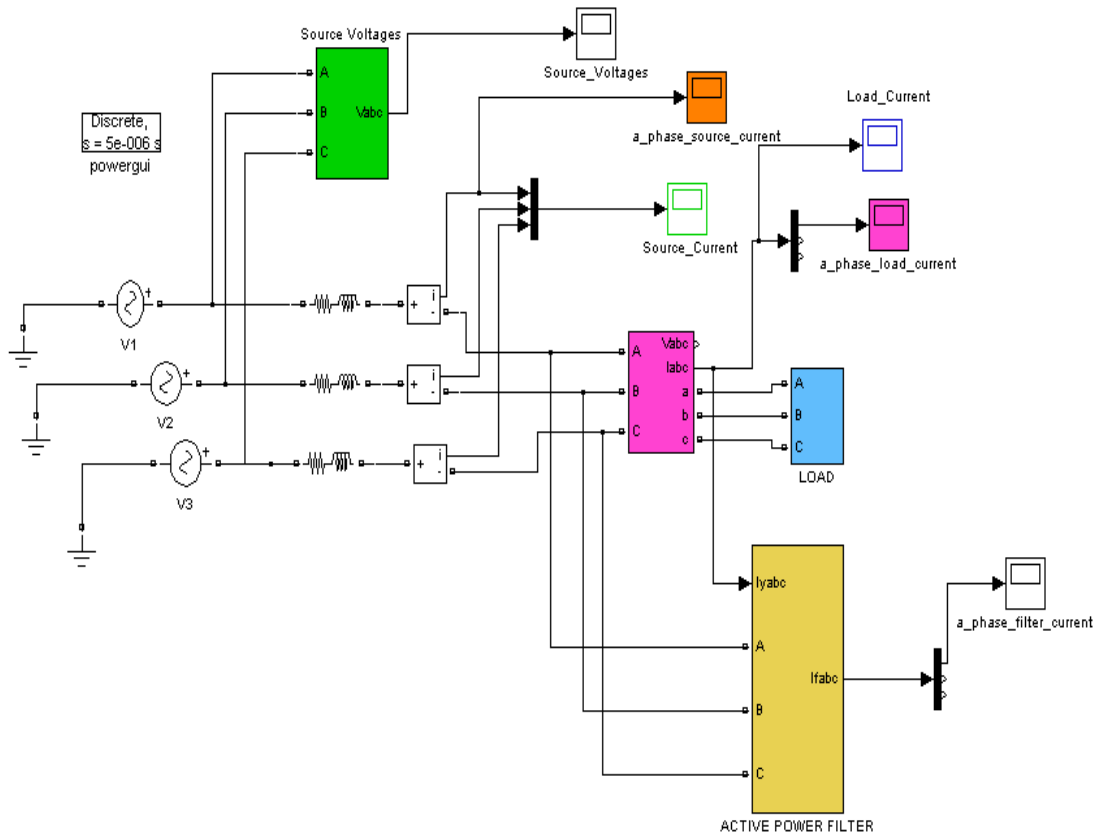 Source Voltages
A
B
C
Vabc
Source_Voltages
Discrete,
s = 5e-006 s
powergui
a_phase_source_current
Load_Current
Source_Current
a_phase_load_current
+
V1
+
i
-
+
V2
+
i
-
+
V3
+
i
-
A
B
C
Vabc
Iabc
a
b
c
A
B
C
LOAD
Iyabc
A
B
C
Ifabc
a_phase_filter_current
ACTIVE POWER FILTER